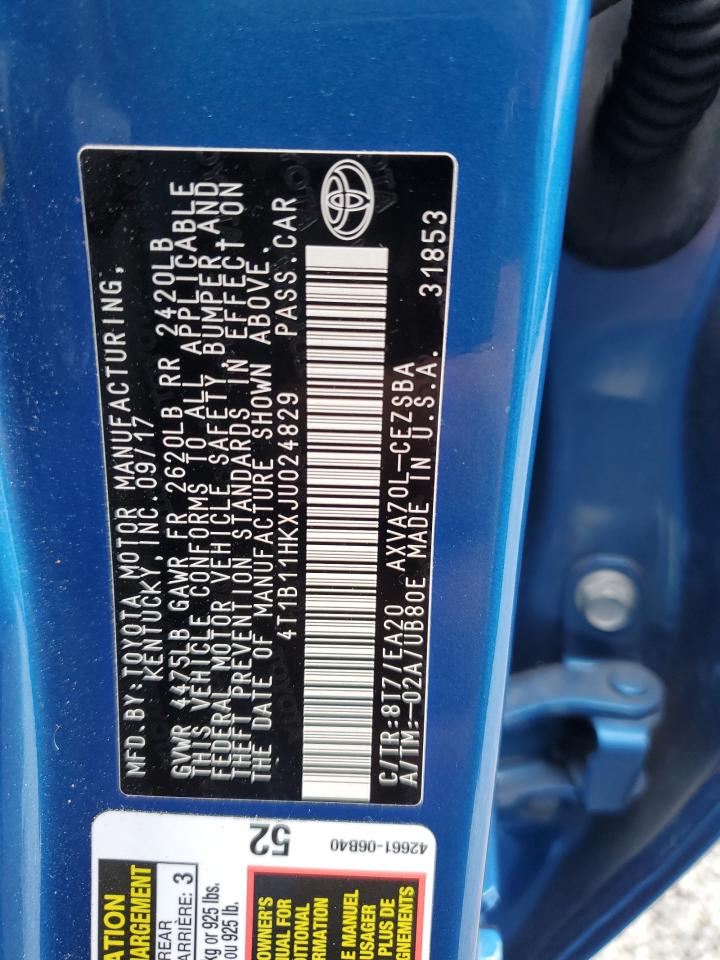 MFD. BY: TOYOTA MOTOR MANUFACTURING,
KENTUCKY, INC. 09/17
GVWR 4475LB GAWR FR 2620LB RR 2420LB
THIS VEHICLE CONFORMS TO ALL APPLICABLE
FEDERAL MOTOR VEHICLE SAFETY, BUMPER AND
THEFT PREVENTION STANDARDS IN EFFECT ON
THE DATE OF MANUFACTURE SHOWN ABOVE.
4T1B11HKXJU024829 PASS.CAR
C/TR:8T7/EA20 AXVA70L-CEZSBA
A/TM:-02A/UB80E MADE IN U.S.A. 31853
52
42661-06B40
ATION
HARGEMENT
REAR
ARRIÈRE: 3
kg or 925 lbs.
ou 925 lb.
OWNER'S
UAL FOR
DITIONAL
RMATION
LE MANUEL
USAGER
PLUS DE
GNEMENTS